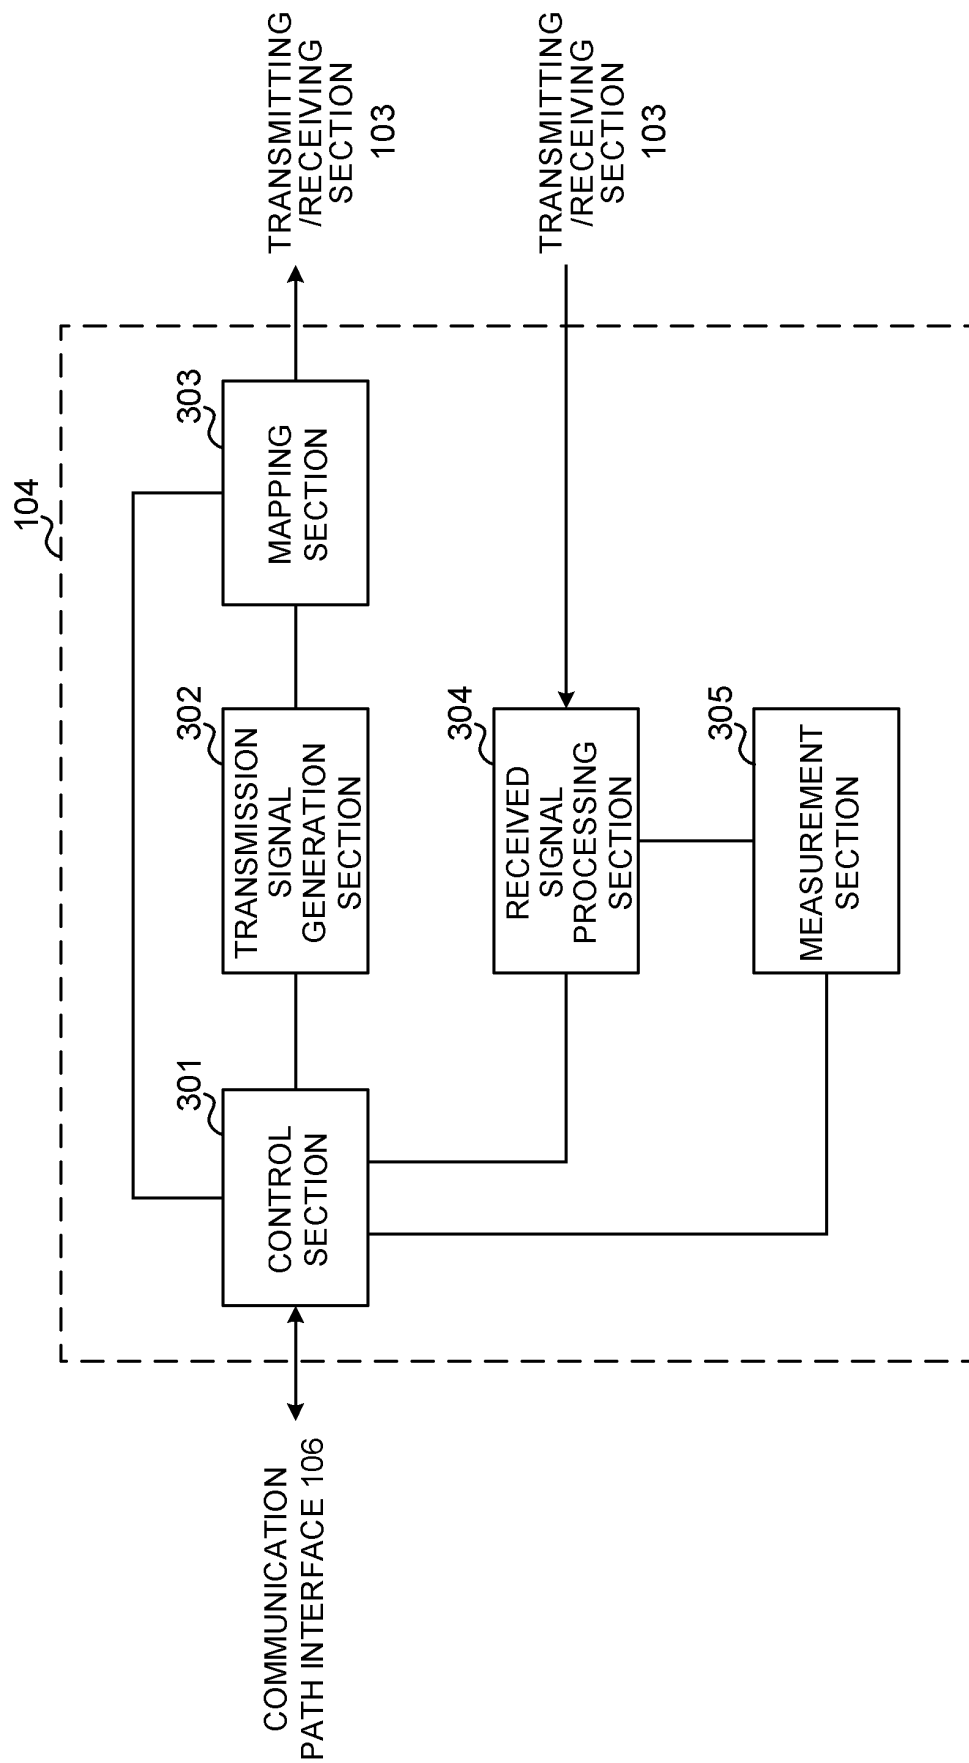 104
COMMUNICATION
PATH INTERFACE 106
301
CONTROL
SECTION
302
TRANSMISSION
SIGNAL
GENERATION
SECTION
303
MAPPING
SECTION
TRANSMITTING
/RECEIVING
SECTION
103
304
RECEIVED
SIGNAL
PROCESSING
SECTION
TRANSMITTING
/RECEIVING
SECTION
103
305
MEASUREMENT
SECTION